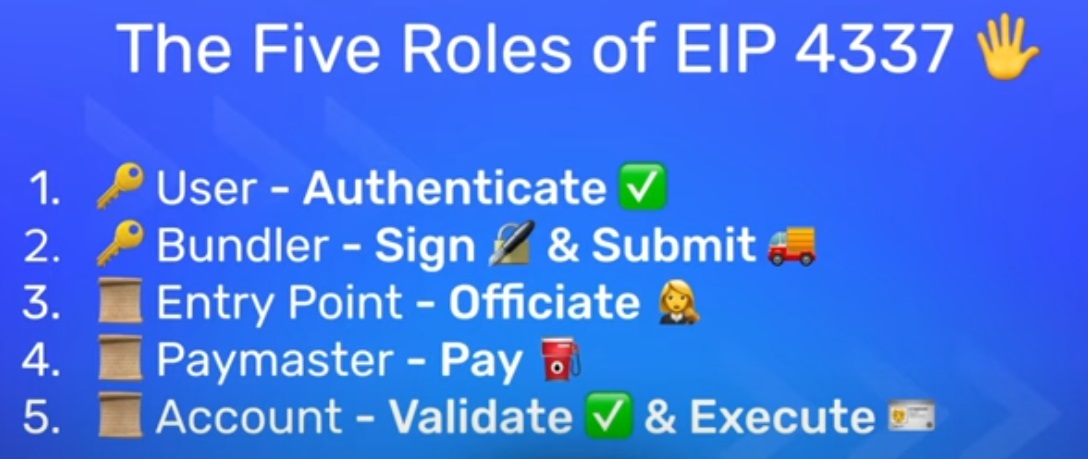 The Five Roles of EIP 4337 🖐️
1. 🔑 User - Authenticate ✅
2. 🔑 Bundler - Sign 🔏 & Submit 🚚
3. 📜 Entry Point - Officiate 👩‍⚖️
4. 📜 Paymaster - Pay ⛽
5. 📜 Account - Validate ✅ & Execute 🪪